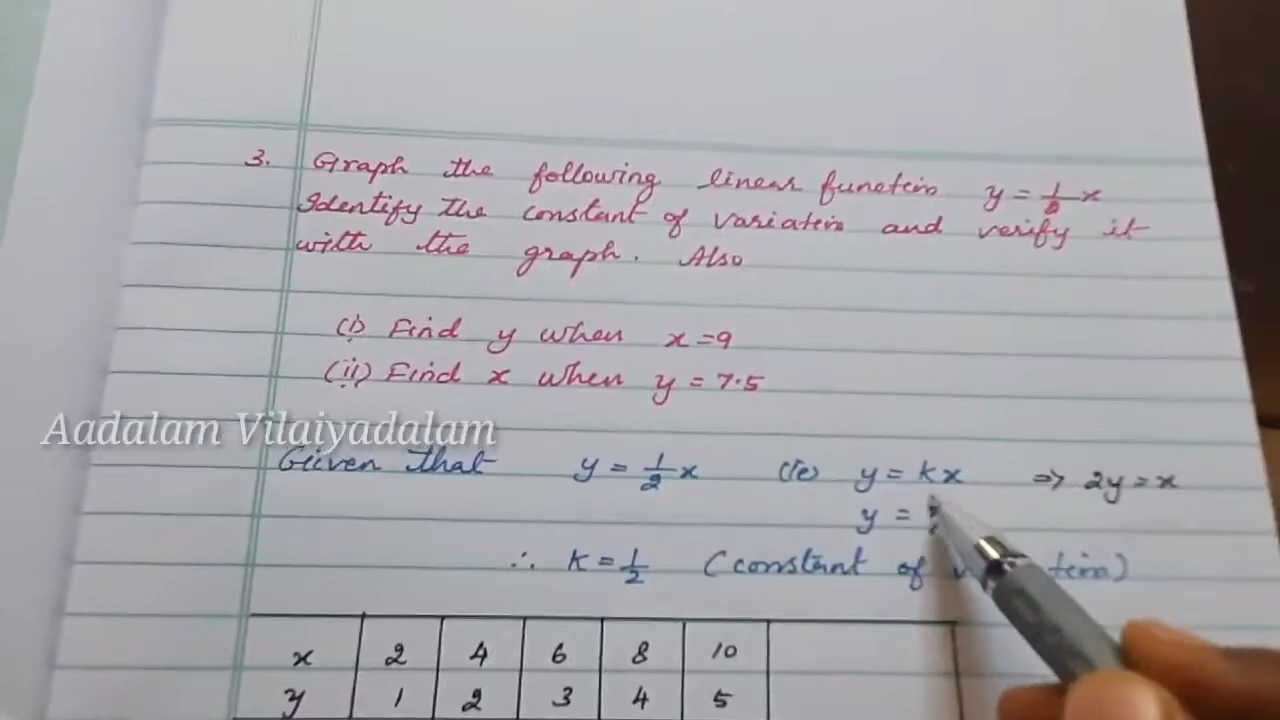 3. Graph the following linear function y = 1/2 x
Identify the constant of variation and verify it
with the graph. Also
(i) Find y when x = 9
(ii) Find x when y = 7.5
Aadalam Vilaiyadalam
Given that y = 1/2 x (ie) y = kx ⇒ 2y = x
y =
∴ k = 1/2 (constant of
x 2 4 6 8 10
y 1 2 3 4 5